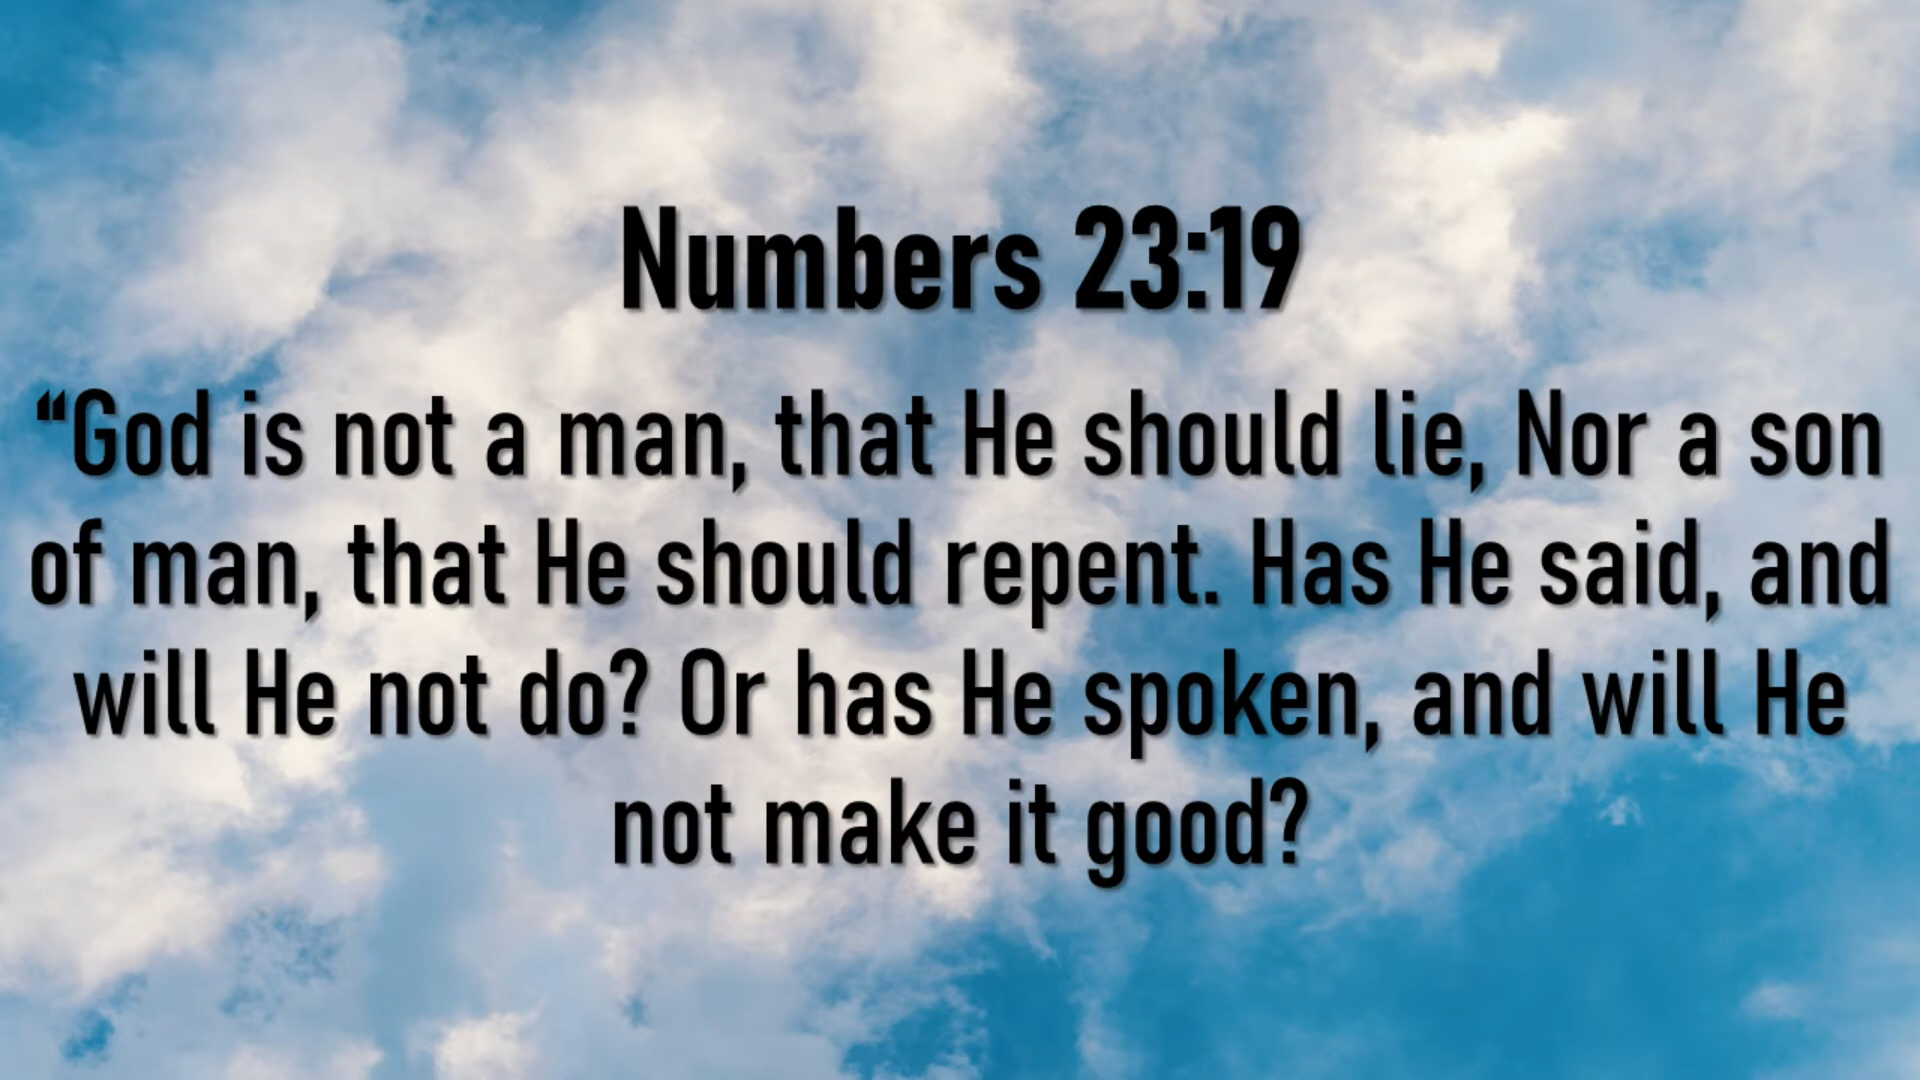 Numbers 23:19
“God is not a man, that He should lie, Nor a son
of man, that He should repent. Has He said, and
will He not do? Or has He spoken, and will He
not make it good?